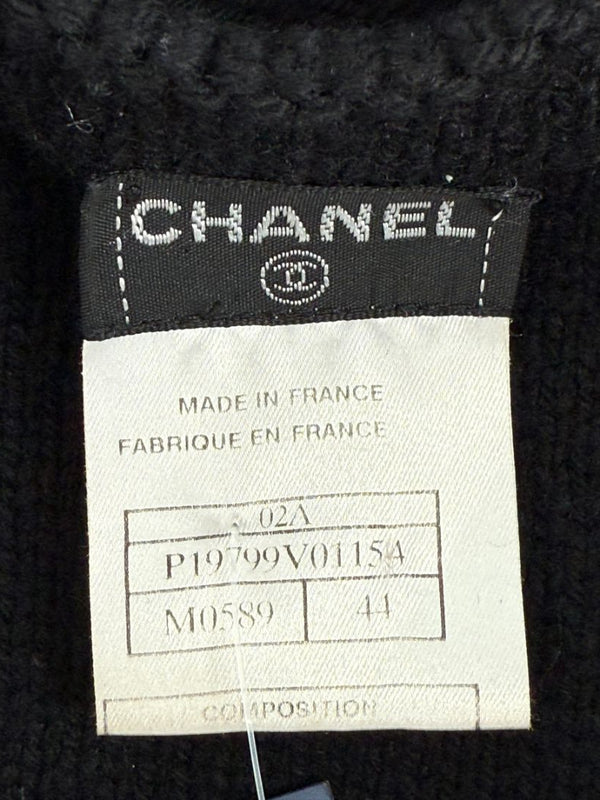 CHANEL
MADE IN FRANCE
FABRIQUE EN FRANCE
02A
P19799V01154
M0589 44
COMPOSITION